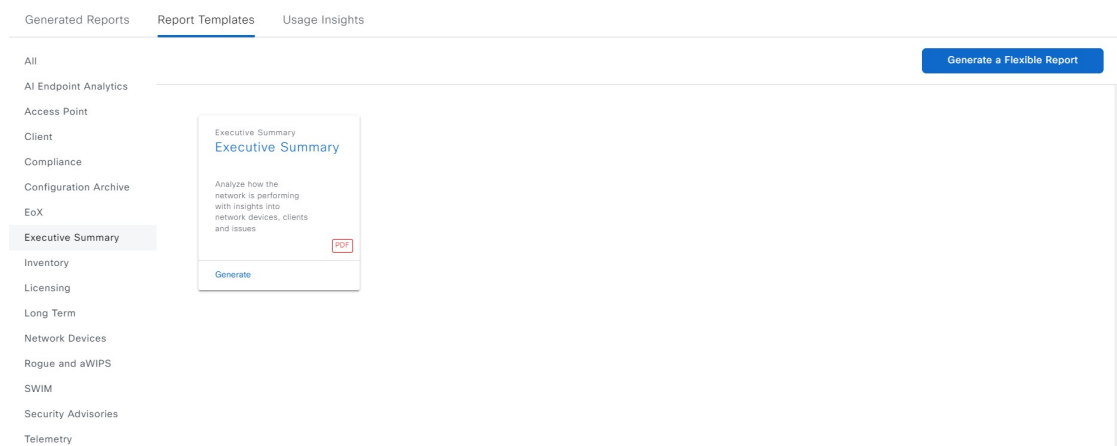 Generated Reports Report Templates Usage Insights
Generate a Flexible Report
All
AI Endpoint Analytics
Access Point
Client
Compliance
Configuration Archive
EoX
Executive Summary
Inventory
Licensing
Long Term
Network Devices
Rogue and aWIPS
SWIM
Security Advisories
Telemetry
Executive Summary
Executive Summary
Analyze how the
network is performing
with insights into
network devices, clients
and issues
PDF
Generate